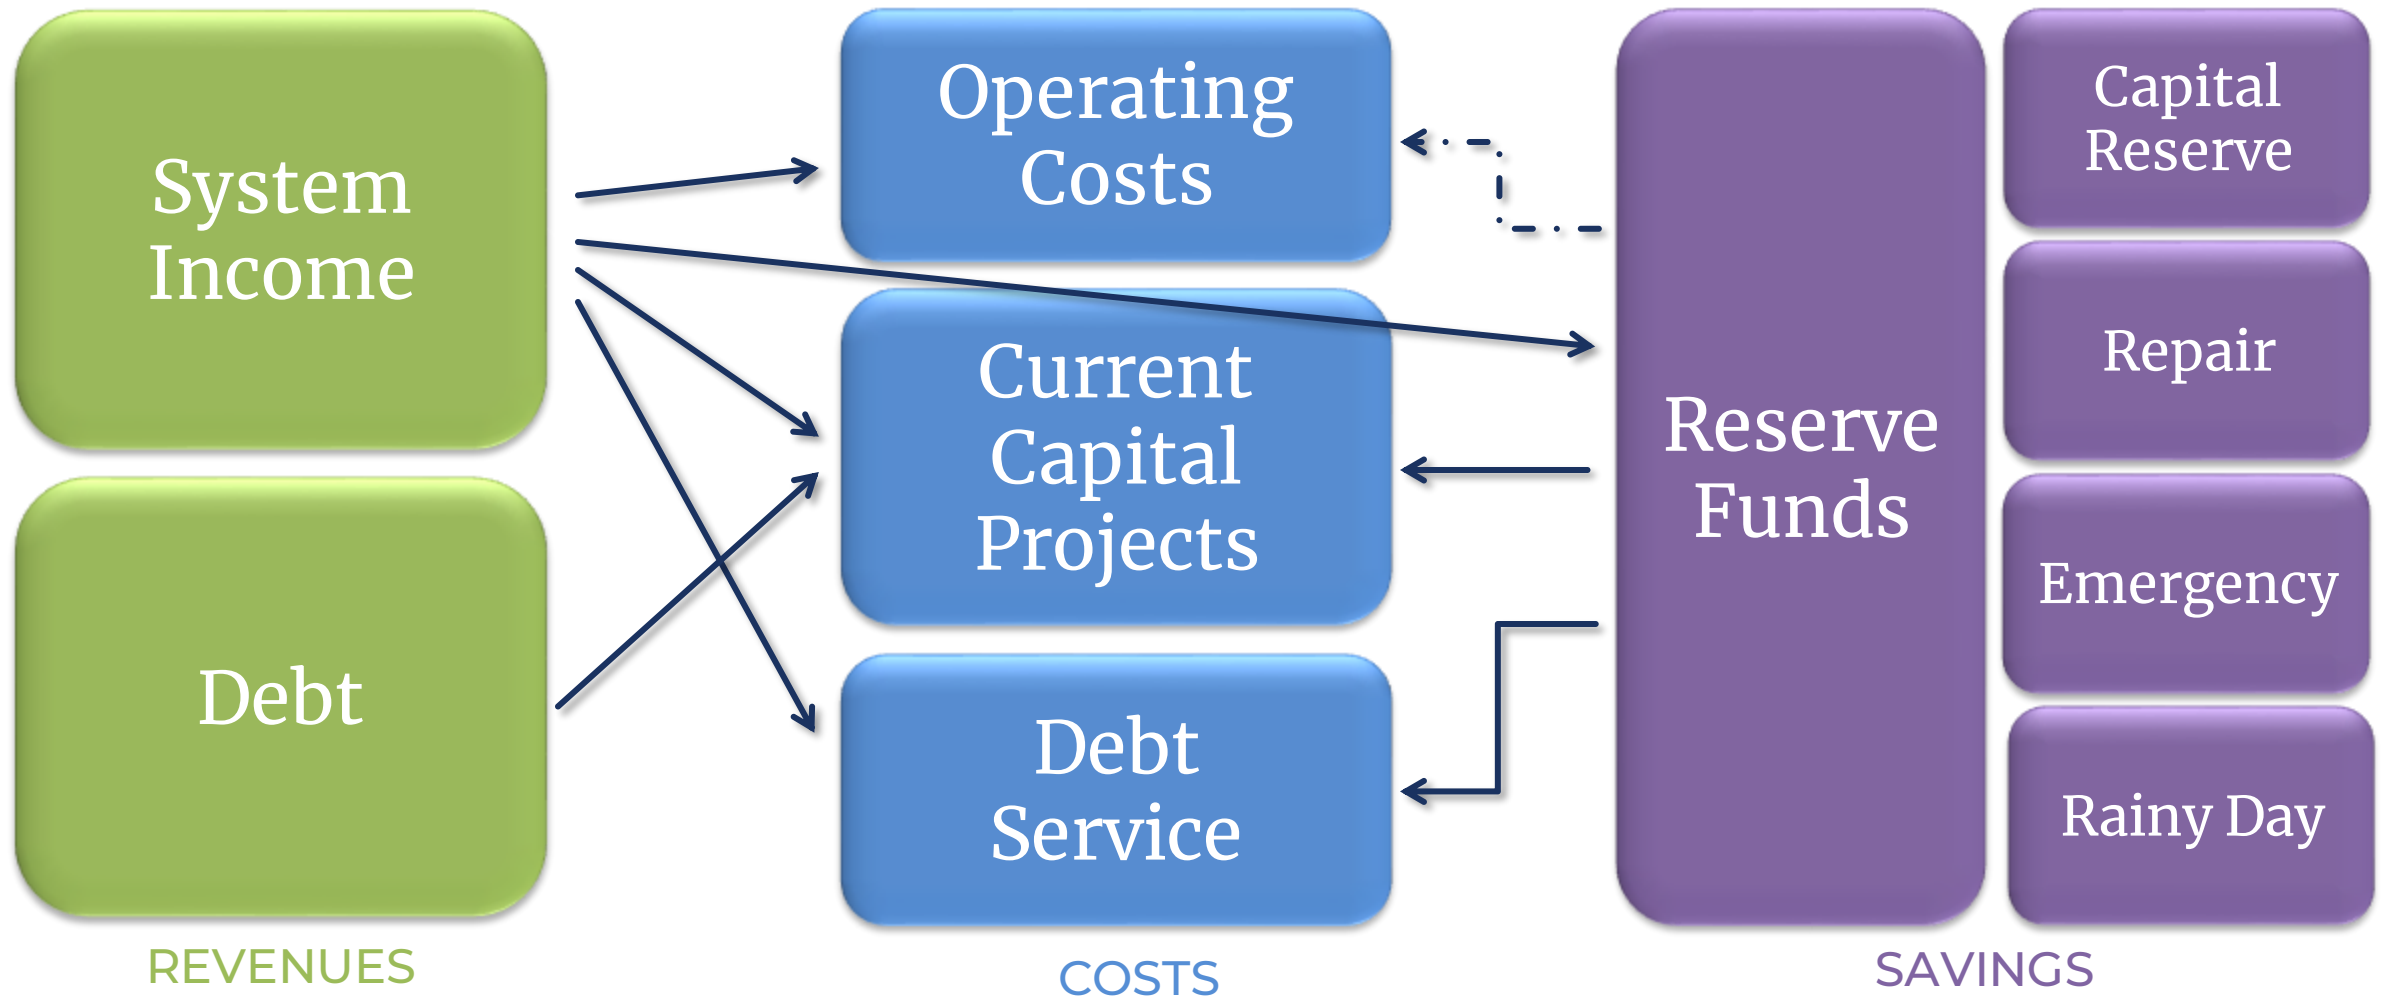 System
Income
Debt
REVENUES
Operating
Costs
Current
Capital
Projects
Debt
Service
COSTS
Reserve
Funds
Capital
Reserve
Repair
Emergency
Rainy Day
SAVINGS